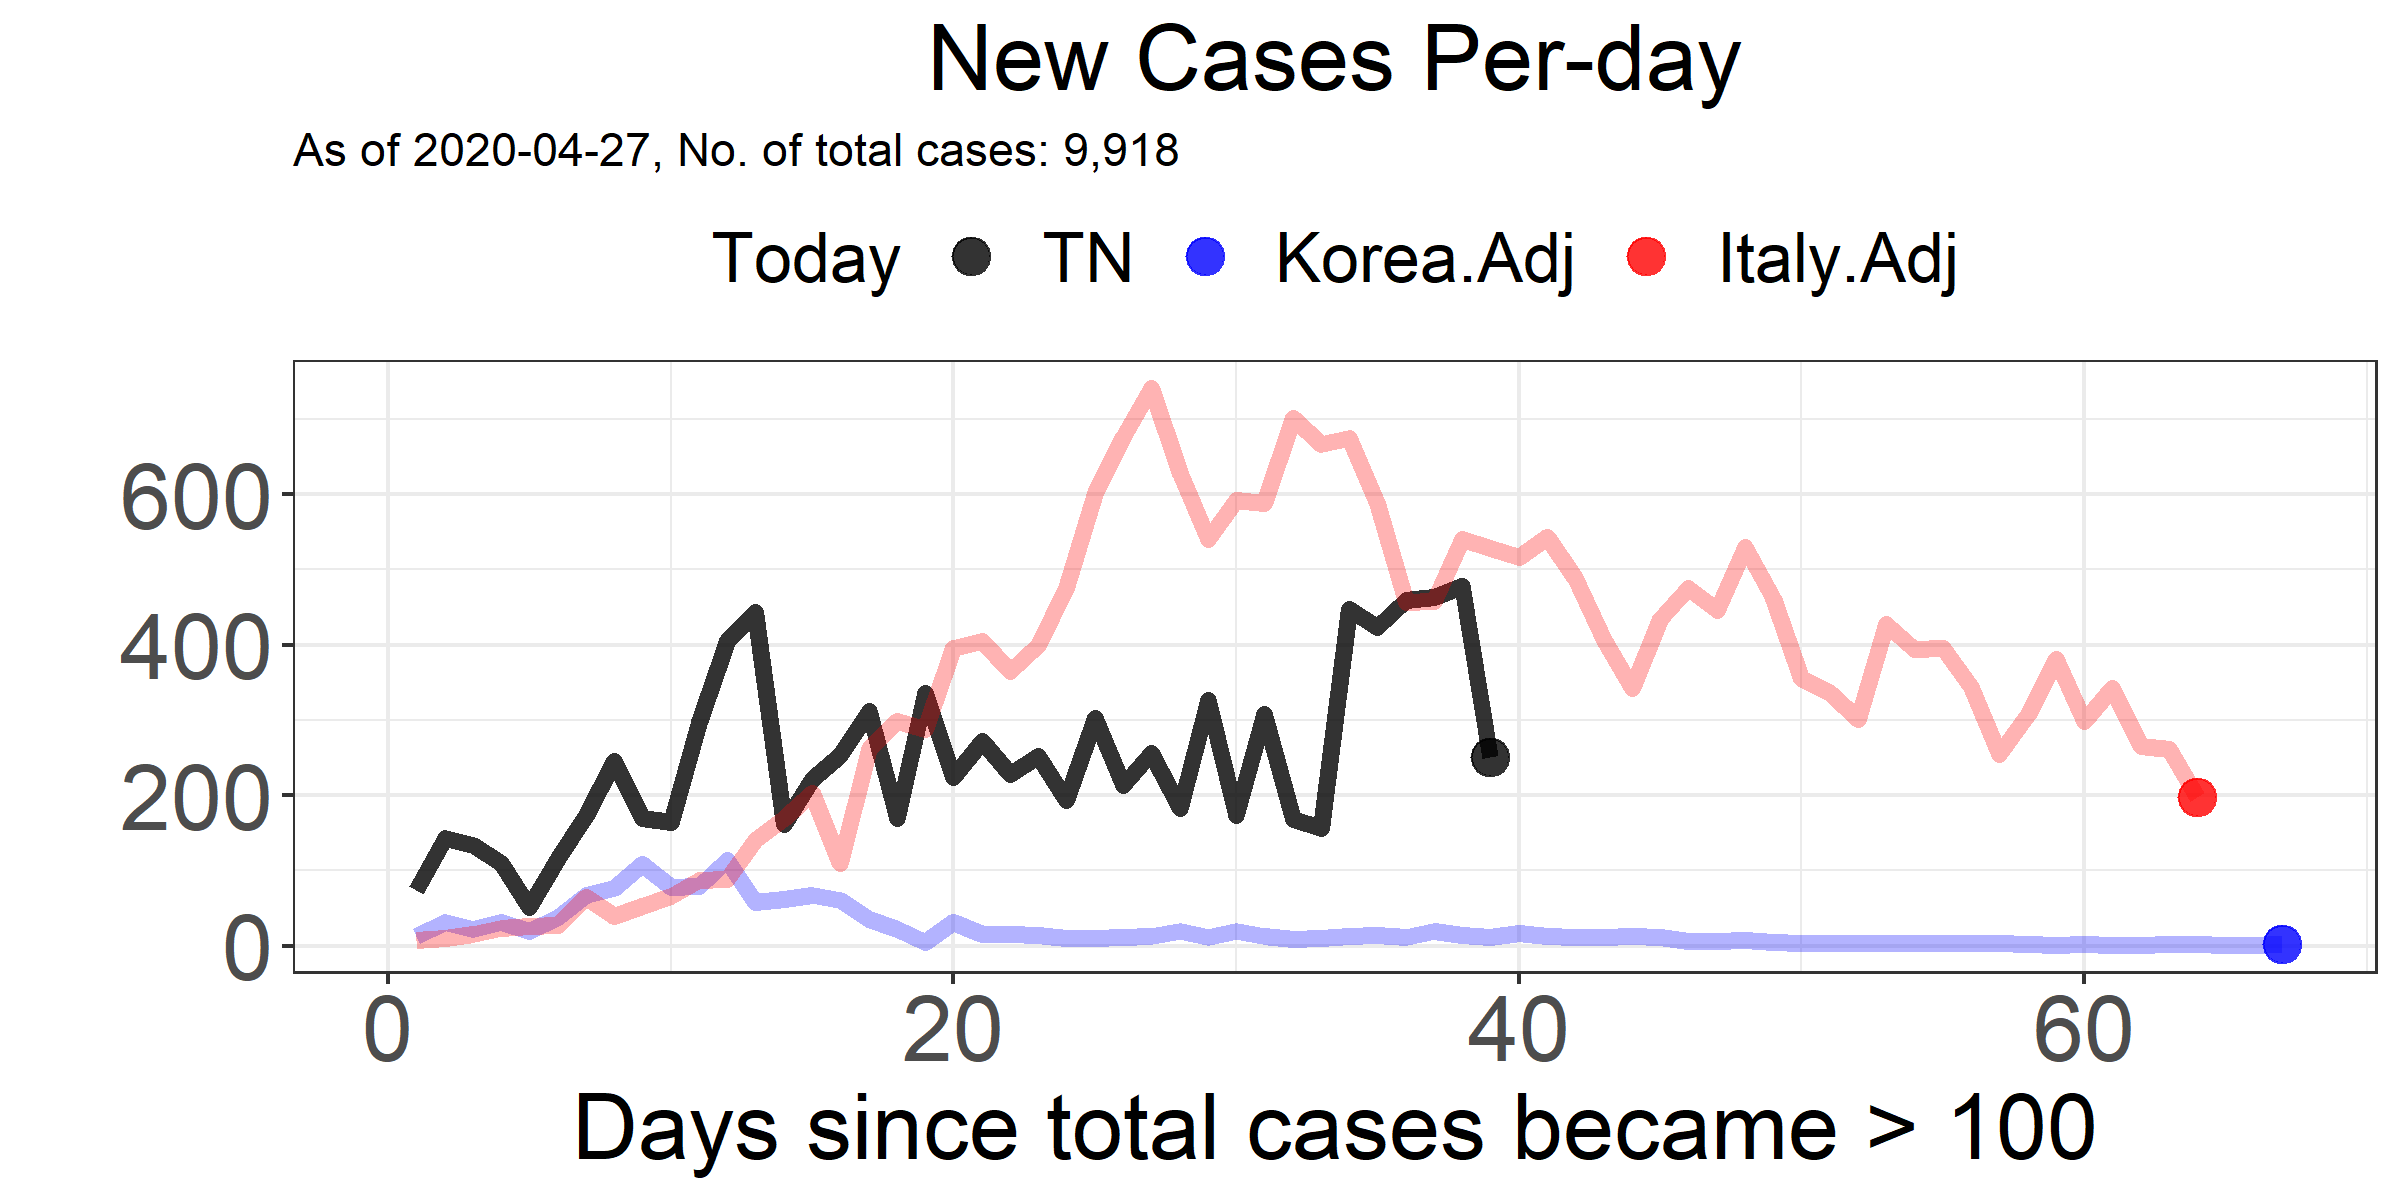 New Cases Per-day
As of 2020-04-27, No. of total cases: 9,918
Today TN Korea.Adj Italy.Adj
600
400
200
0
0 20 40 60
Days since total cases became > 100